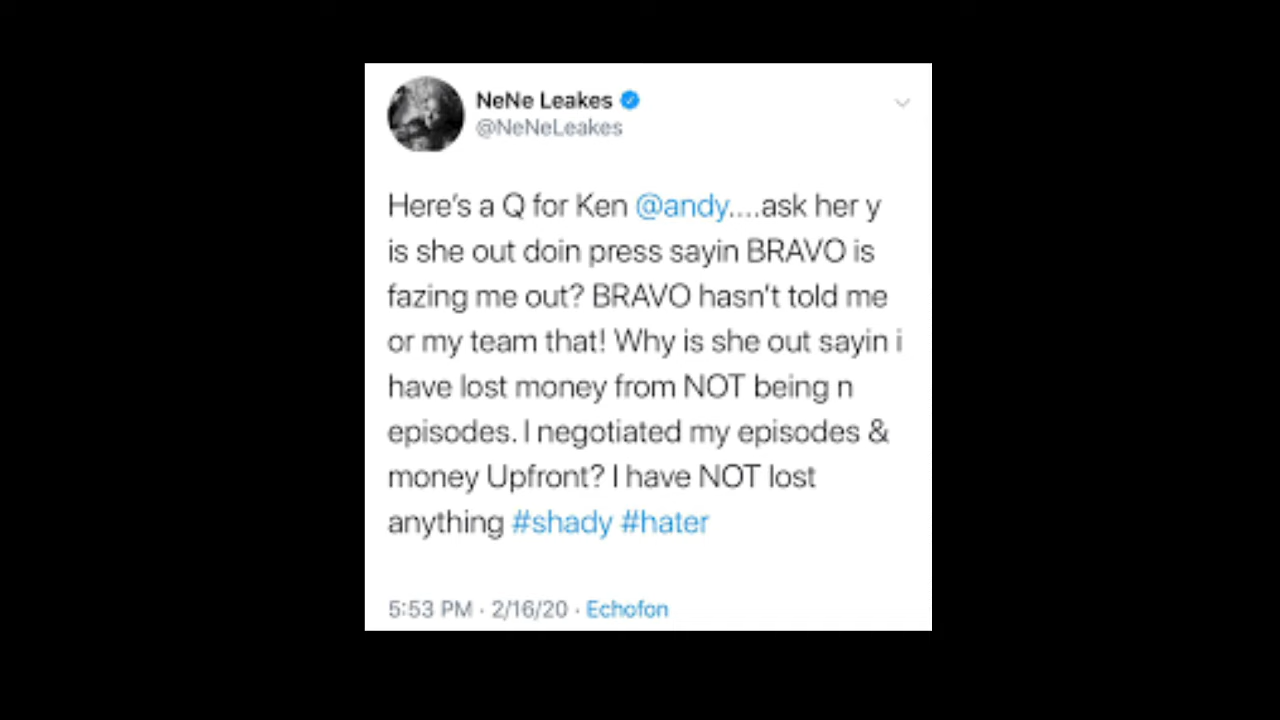 NeNe Leakes
@NeNeLeakes
Here's a Q for Ken @andy....ask her y
is she out doin press sayin BRAVO is
fazing me out? BRAVO hasn't told me
or my team that! Why is she out sayin i
have lost money from NOT being n
episodes. I negotiated my episodes &
money Upfront? I have NOT lost
anything #shady #hater
5:53 PM · 2/16/20 · Echofon